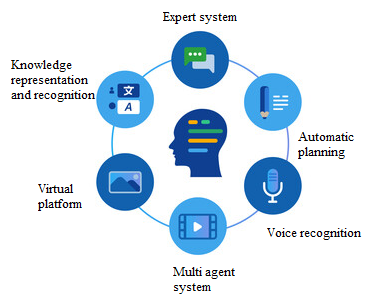 Expert system
Knowledge
representation
and recognition
文
A
Automatic
planning
Virtual
platform
Voice recognition
Multi agent
system